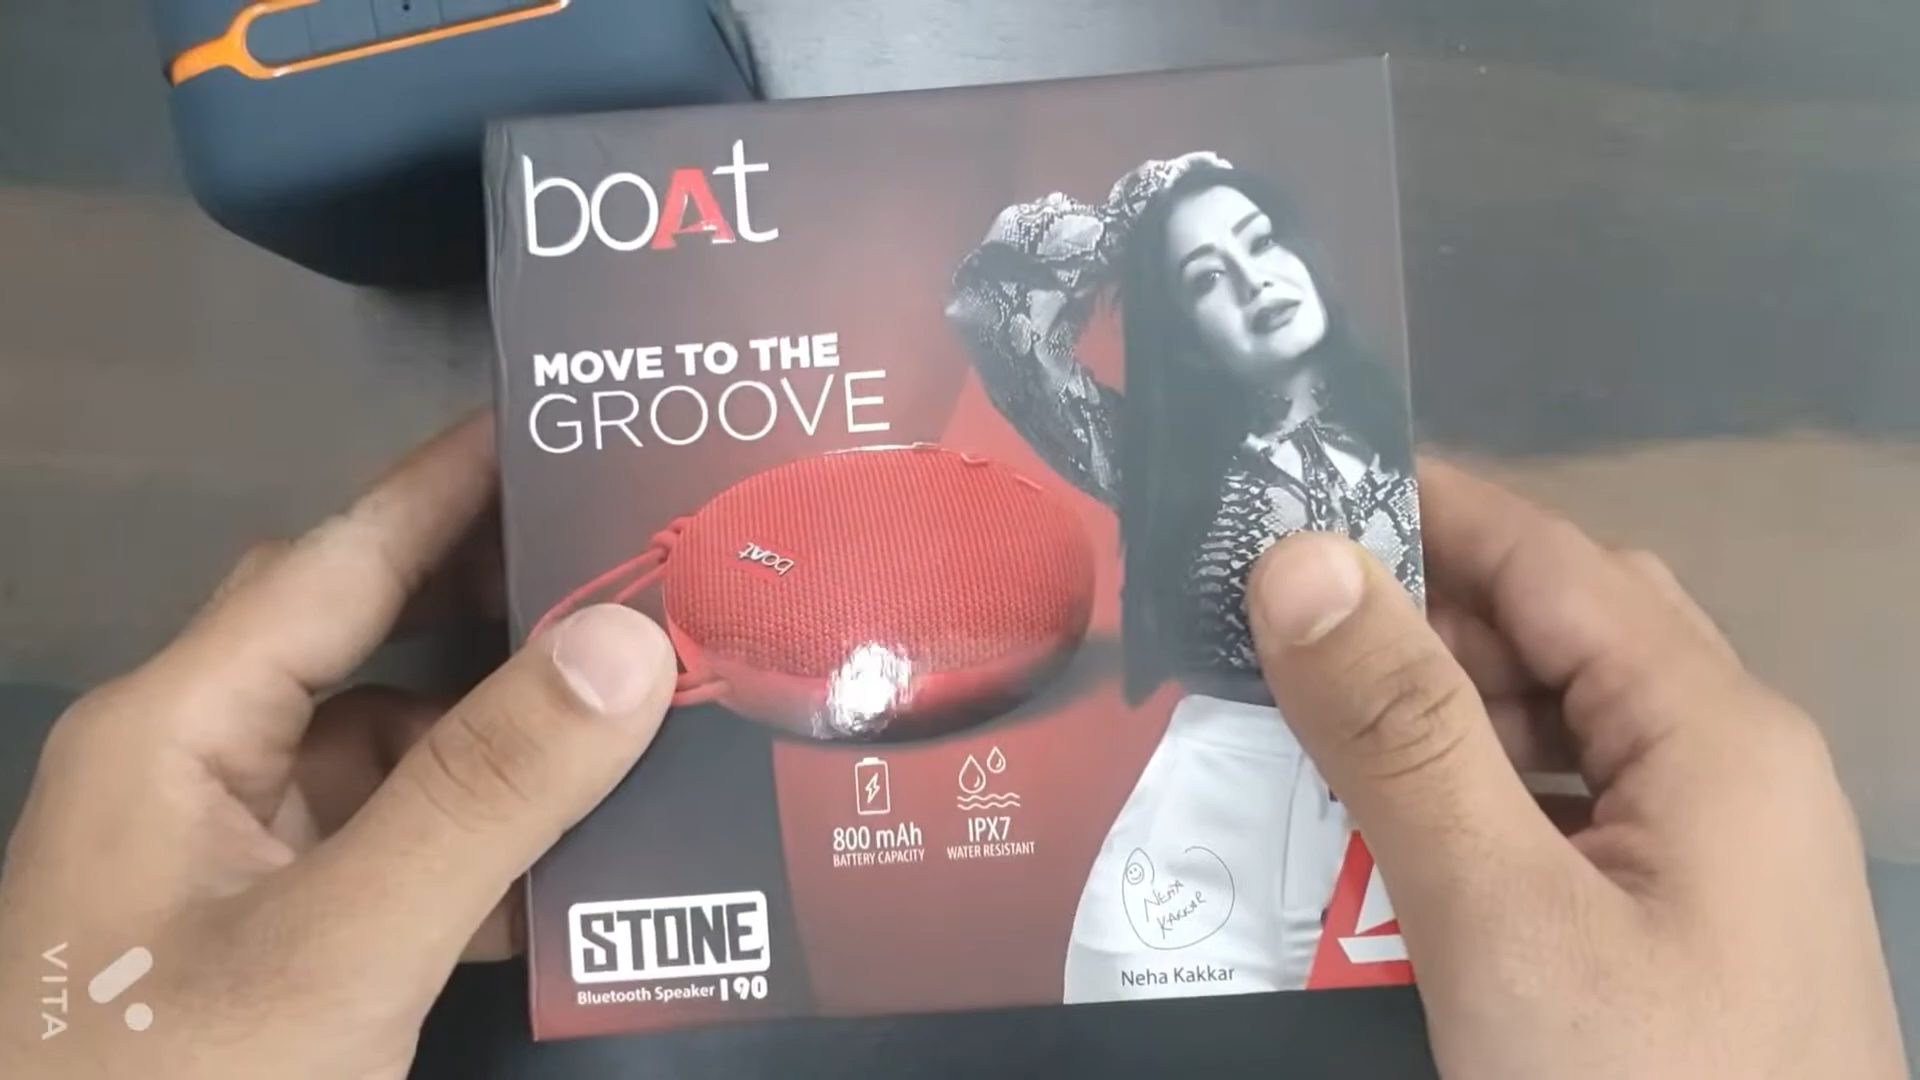 boAt
MOVE TO THE
GROOVE
boAt
800 mAh
BATTERY CAPACITY
IPX7
WATER RESISTANT
NEHA
KAKKAR
Neha Kakkar
STONE
Bluetooth Speaker 190
VITA